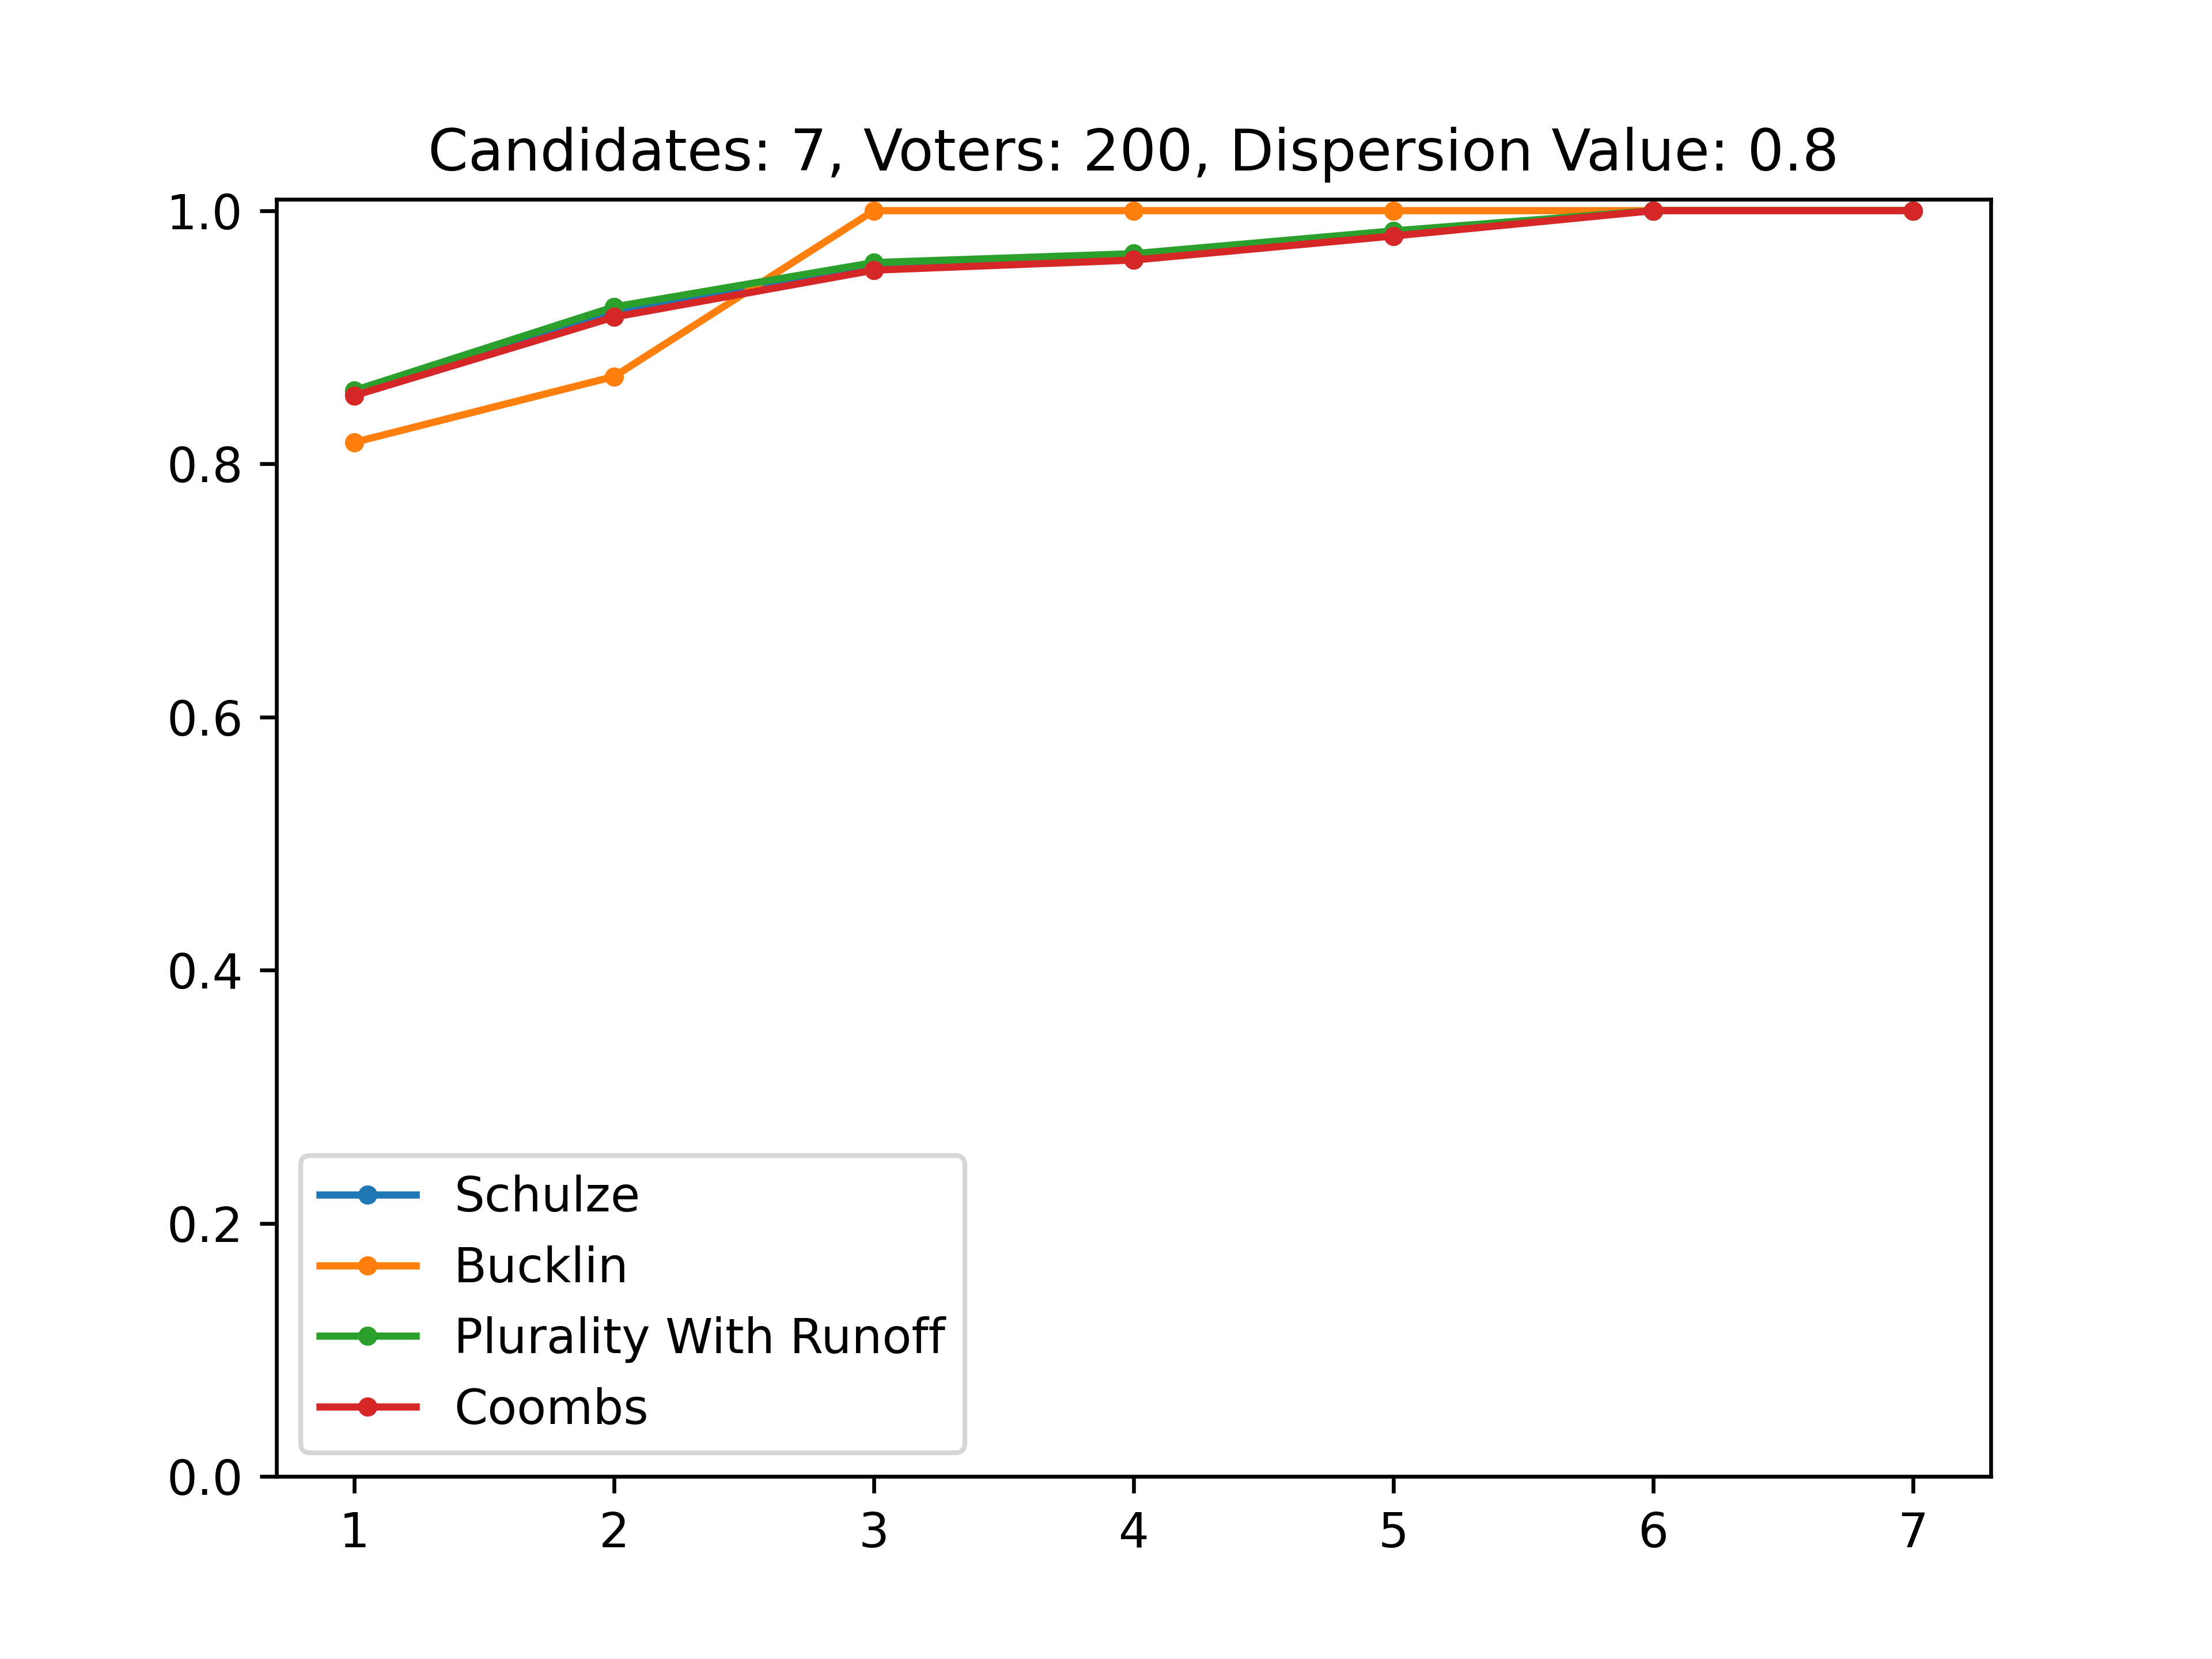 Candidates: 7, Voters: 200, Dispersion Value: 0.8
1.0
0.8
0.6
0.4
0.2
0.0
Schulze
Bucklin
Plurality With Runoff
Coombs
1 2 3 4 5 6 7